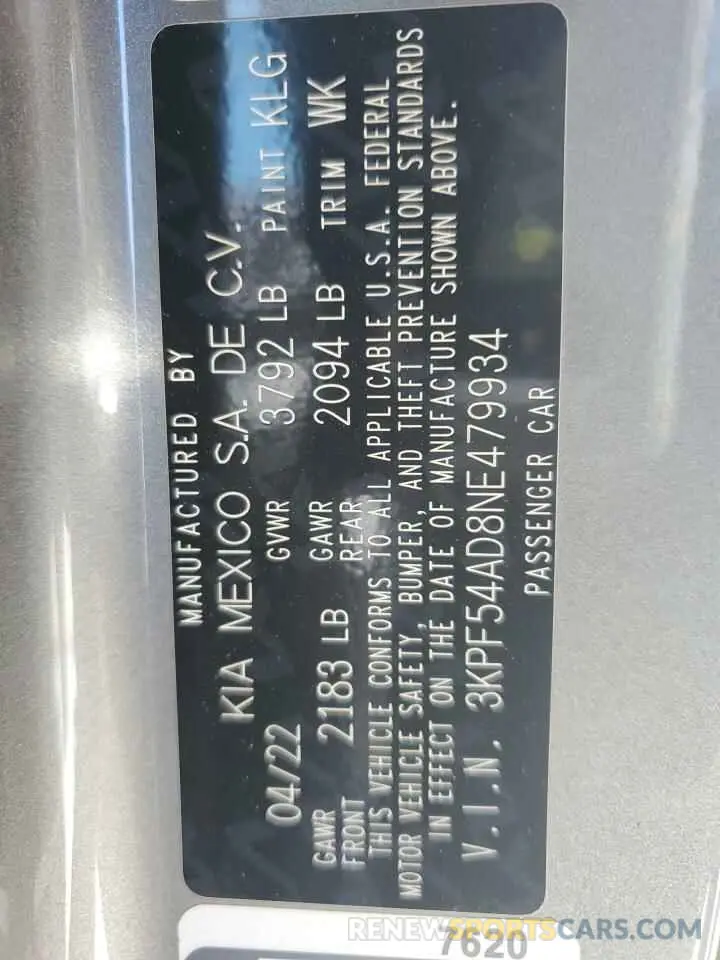 MANUFACTURED BY
KIA MEXICO S.A. DE C.V.
04/22 GVWR 3792 LB PAINT KLG
GAWR FRONT 2183 LB GAWR REAR 2094 LB TRIM WK
THIS VEHICLE CONFORMS TO ALL APPLICABLE U.S.A. FEDERAL
MOTOR VEHICLE SAFETY, BUMPER, AND THEFT PREVENTION STANDARDS
IN EFFECT ON THE DATE OF MANUFACTURE SHOWN ABOVE.
V.I.N. 3KPF54AD8NE479934
PASSENGER CAR
7620
RENEWSPORTSCARS.COM